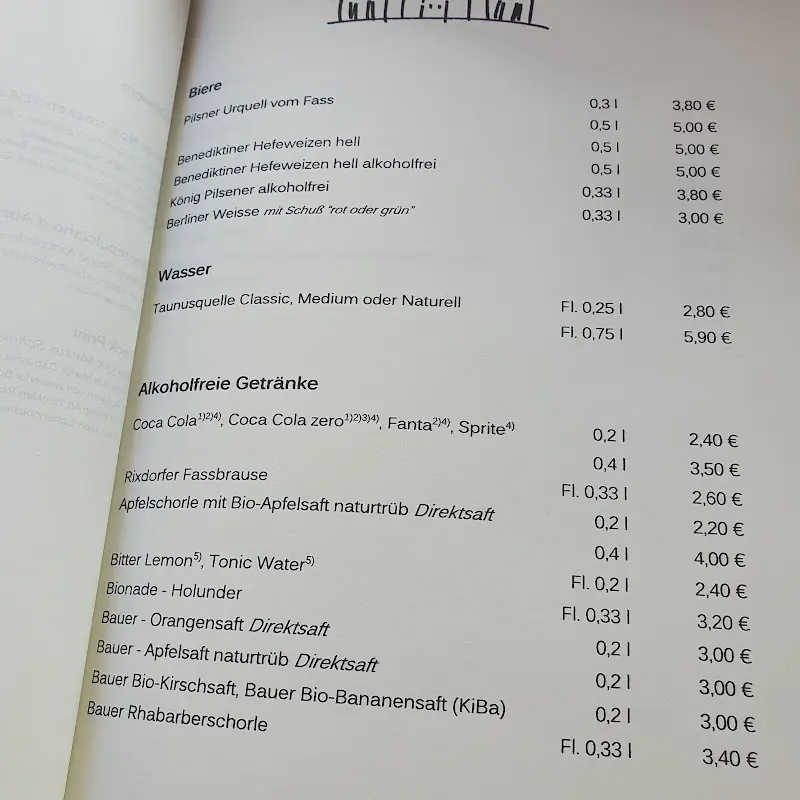 Biere
Pilsner Urquell vom Fass 0,3 l 3,80 €
0,5 l 5,00 €
Benediktiner Hefeweizen hell 0,5 l 5,00 €
Benediktiner Hefeweizen hell alkoholfrei 0,5 l 5,00 €
König Pilsener alkoholfrei 0,33 l 3,80 €
Berliner Weisse mit Schuß "rot oder grün" 0,33 l 3,00 €
Wasser
Taunusquelle Classic, Medium oder Naturell Fl. 0,25 l 2,80 €
Fl. 0,75 l 5,90 €
Alkoholfreie Getränke
Coca Cola1)2)4), Coca Cola zero1)2)3)4), Fanta2)4), Sprite4) 0,2 l 2,40 €
0,4 l 3,50 €
Rixdorfer Fassbrause Fl. 0,33 l 2,60 €
Apfelschorle mit Bio-Apfelsaft naturtrüb Direktsaft 0,2 l 2,20 €
0,4 l 4,00 €
Bitter Lemon5), Tonic Water5) Fl. 0,2 l 2,40 €
Bionade - Holunder Fl. 0,33 l 3,20 €
Bauer - Orangensaft Direktsaft 0,2 l 3,00 €
Bauer - Apfelsaft naturtrüb Direktsaft 0,2 l 3,00 €
Bauer Bio-Kirschsaft, Bauer Bio-Bananensaft (KiBa) 0,2 l 3,00 €
Bauer Rhabarberschorle Fl. 0,33 l 3,40 €